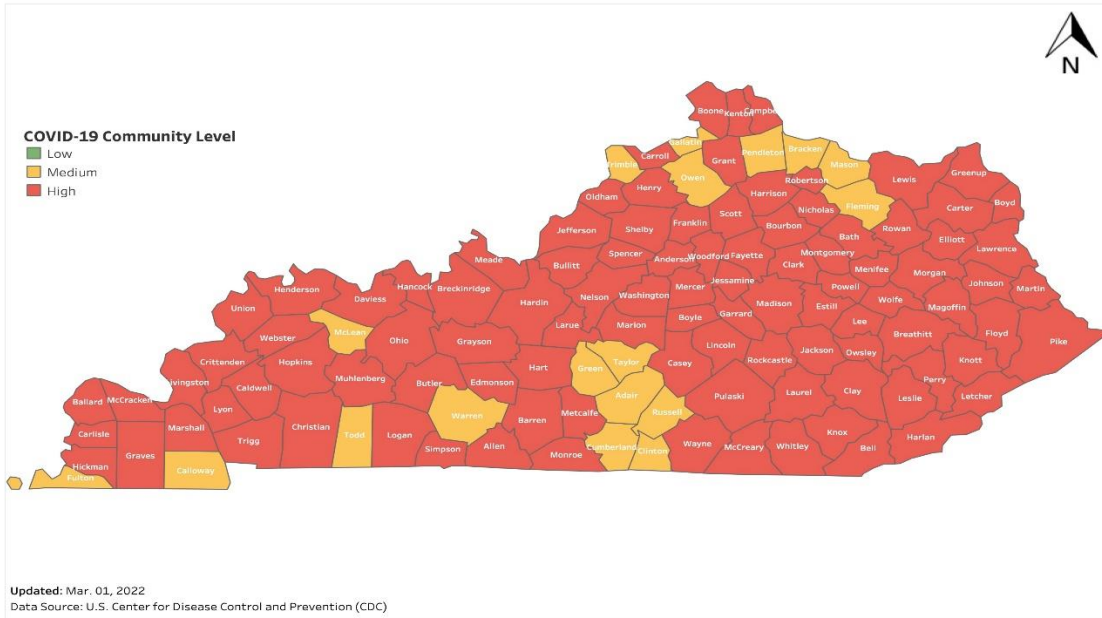 N
COVID-19 Community Level
Low
Medium
High
Boone Kenton Campbe
Gallatin Carroll Grant Pendleton Bracken Mason
Trimble Owen Robertson Lewis Greenup
Oldham Henry Harrison Fleming
Nicholas Carter Boyd
Jefferson Shelby Franklin Scott Bourbon Rowan
Bath Elliott
Spencer Anderson Woodford Fayette Montgomery Lawrence
Meade Bullitt Clark Menifee Morgan
Hancock Breckinridge Jessamine Powell Johnson Martin
Henderson Daviess Hardin Nelson Washington Mercer Madison Wolfe Magoffin
Union Garrard Estill
McLean Larue Marion Boyle Lee Breathitt Floyd
Webster Ohio Grayson Lincoln Pike
Crittenden Hopkins Hart Green Taylor Casey Rockcastle Jackson Owsley Knott
Livingston Caldwell Muhlenberg Butler Edmonson Perry
Ballard McCracken Lyon Adair Pulaski Laurel Clay Leslie Letcher
Marshall Warren Barren Metcalfe Russell
Carlisle Trigg Christian Todd Logan Knox Harlan
Graves Simpson Allen Monroe Cumberland Clinton Wayne McCreary Whitley Bell
Hickman Calloway
Fulton
Updated: Mar. 01, 2022
Data Source: U.S. Center for Disease Control and Prevention (CDC)